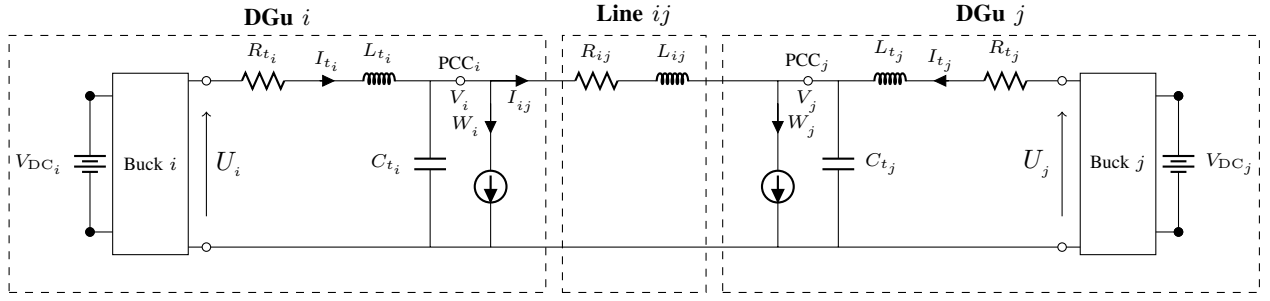 DGu i
Line ij
DGu j
R_{t_i}
I_{t_i}
L_{t_i}
PCC_i
R_{ij}
L_{ij}
PCC_j
L_{t_j}
I_{t_j}
R_{t_j}
V_i
I_{ij}
V_j
W_i
W_j
V_{DC_i}
Buck i
U_i
C_{t_i}
C_{t_j}
U_j
Buck j
V_{DC_j}